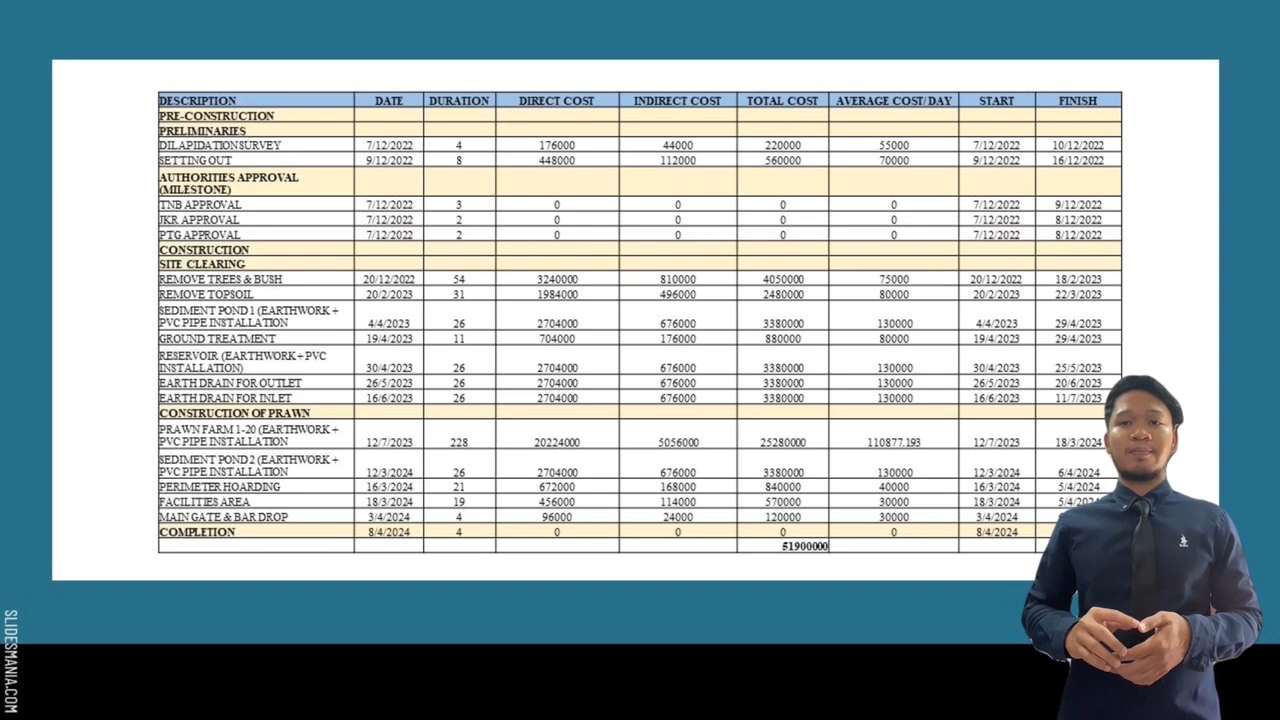 DESCRIPTION DATE DURATION DIRECT COST INDIRECT COST TOTAL COST AVERAGE COST/DAY START FINISH
PRE-CONSTRUCTION
PRELIMINARIES
DILAPIDATION SURVEY 7/12/2022 4 176000 44000 220000 55000 7/12/2022 10/12/2022
SETTING OUT 9/12/2022 8 448000 112000 560000 70000 9/12/2022 16/12/2022
AUTHORITIES APPROVAL
(MILESTONE)
TNB APPROVAL 7/12/2022 3 0 0 0 0 7/12/2022 9/12/2022
JKR APPROVAL 7/12/2022 2 0 0 0 0 7/12/2022 8/12/2022
PTG APPROVAL 7/12/2022 2 0 0 0 0 7/12/2022 8/12/2022
CONSTRUCTION
SITE CLEARING
REMOVE TREES & BUSH 20/12/2022 54 3240000 810000 4050000 75000 20/12/2022 18/2/2023
REMOVE TOPSOIL 20/2/2023 31 1984000 496000 2480000 80000 20/2/2023 22/3/2023
SEDIMENT POND 1 (EARTHWORK +
PVC PIPE INSTALLATION 4/4/2023 26 2704000 676000 3380000 130000 4/4/2023 29/4/2023
GROUND TREATMENT 19/4/2023 11 704000 176000 880000 80000 19/4/2023 29/4/2023
RESERVOIR (EARTHWORK + PVC
INSTALLATION) 30/4/2023 26 2704000 676000 3380000 130000 30/4/2023 25/5/2023
EARTH DRAIN FOR OUTLET 26/5/2023 26 2704000 676000 3380000 130000 26/5/2023 20/6/2023
EARTH DRAIN FOR INLET 16/6/2023 26 2704000 676000 3380000 130000 16/6/2023 11/7/2023
CONSTRUCTION OF PRAWN
PRAWN FARM 1-20 (EARTHWORK +
PVC PIPE INSTALLATION 12/7/2023 228 20224000 5056000 25280000 110877.193 12/7/2023 18/3/2024
SEDIMENT POND 2 (EARTHWORK +
PVC PIPE INSTALLATION 12/3/2024 26 2704000 676000 3380000 130000 12/3/2024 6/4/2024
PERIMETER HOARDING 16/3/2024 21 672000 168000 840000 40000 16/3/2024 5/4/2024
FACILITIES AREA 18/3/2024 19 456000 114000 570000 30000 18/3/2024
MAIN GATE & BAR DROP 3/4/2024 4 96000 24000 120000 30000 3/4/2024
COMPLETION 8/4/2024 4 0 0 0 0 8/4/2024
51900000
SLIDESMANIA.COM